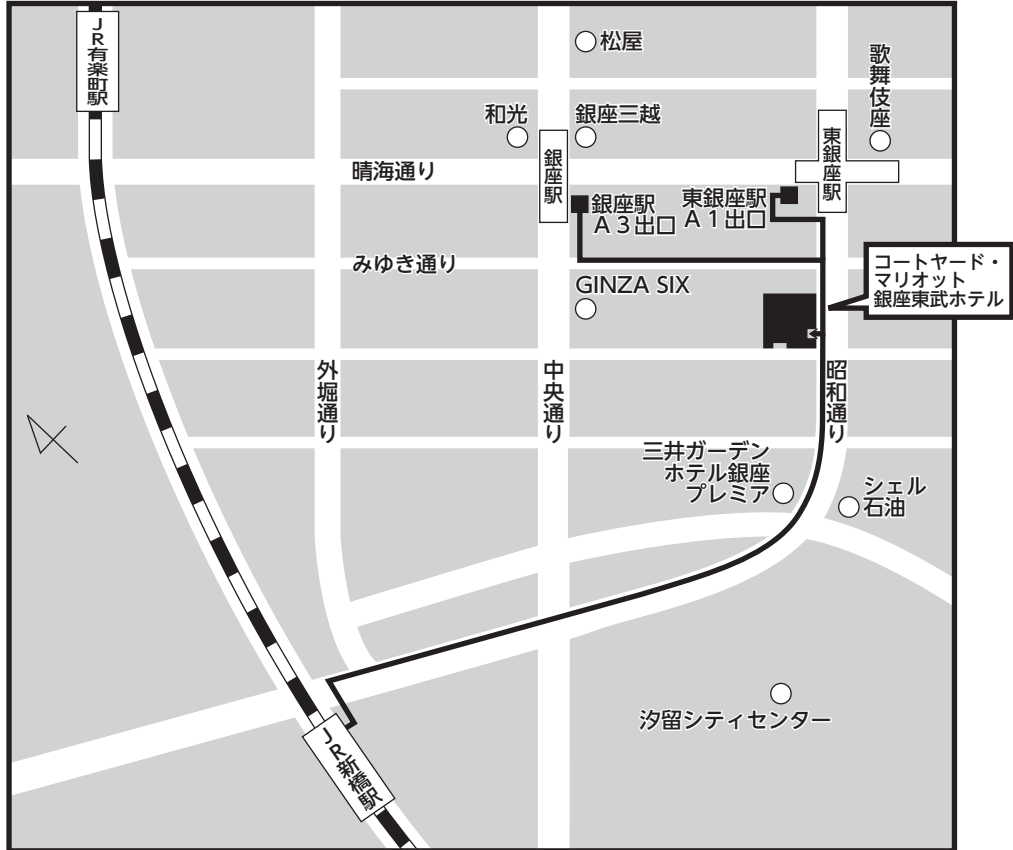 JR有楽町駅
松屋
歌舞伎座
和光
銀座三越
銀座駅
東銀座駅
晴海通り
銀座駅
A3出口
東銀座駅
A1出口
みゆき通り
コートヤード・
マリオット
銀座東武ホテル
GINZA SIX
外堀通り
中央通り
昭和通り
三井ガーデン
ホテル銀座
プレミア
シェル
石油
汐留シティセンター
JR新橋駅